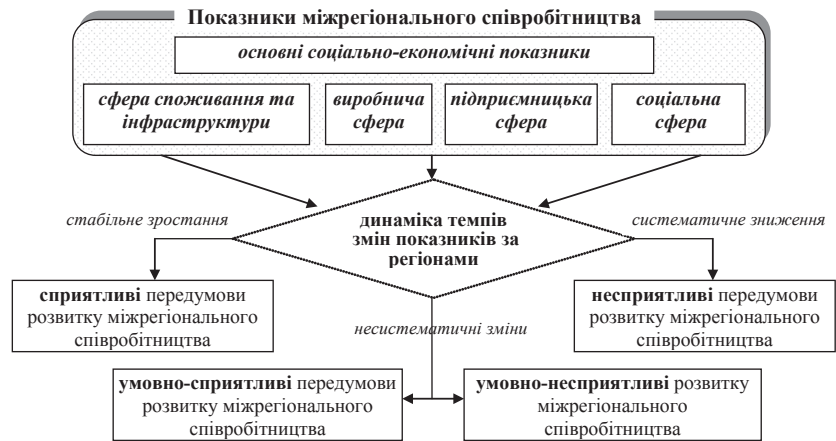 Показники міжрегіонального співробітництва
основні соціально-економічні показники
сфера споживання та
інфраструктури
виробнича
сфера
підприємницька
сфера
соціальна
сфера
стабільне зростання
динаміка темпів
змін показників за
регіонами
систематичне зниження
сприятливі передумови
розвитку міжрегіонального
співробітництва
несистематичні зміни
несприятливі передумови
розвитку міжрегіонального
співробітництва
умовно-сприятливі передумови
розвитку міжрегіонального
співробітництва
умовно-несприятливі розвитку
міжрегіонального
співробітництва